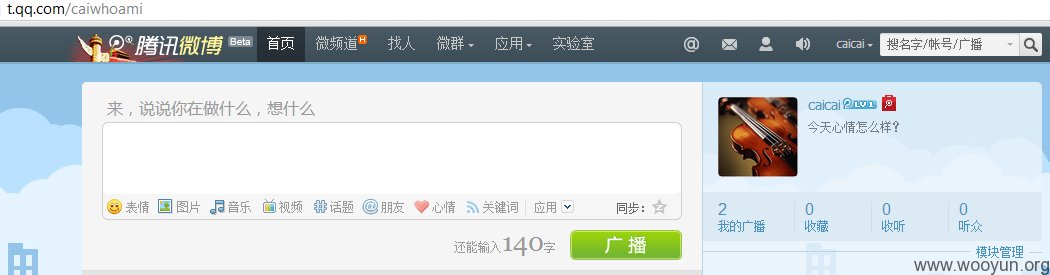 t.qq.com/caiwhoami
腾讯微博 Beta 首页 微频道 H 找人 微群 应用 实验室 @ caicai 搜名字/帐号/广播
来，说说你在做什么，想什么
表情 图片 音乐 视频 话题 @朋友 心情 关键词 应用 同步：
还能输入140字 广播
caicai LV1
今天心情怎么样？
2 0 0 0
我的广播 收藏 收听 听众
模块管理
www.wooyun.org